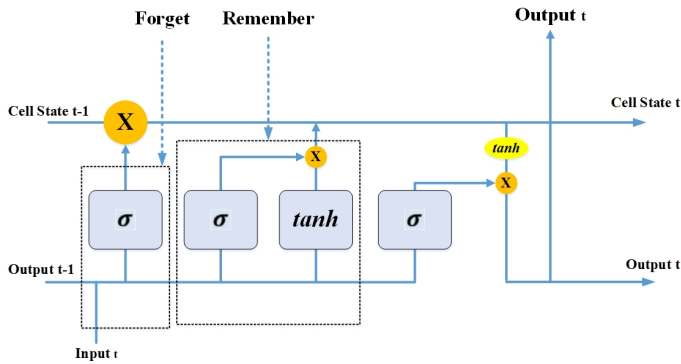 Forget
Remember
Output t
Cell State t-1
X
Cell State t
X
tanh
X
σ
σ
tanh
σ
Output t-1
Output t
Input t